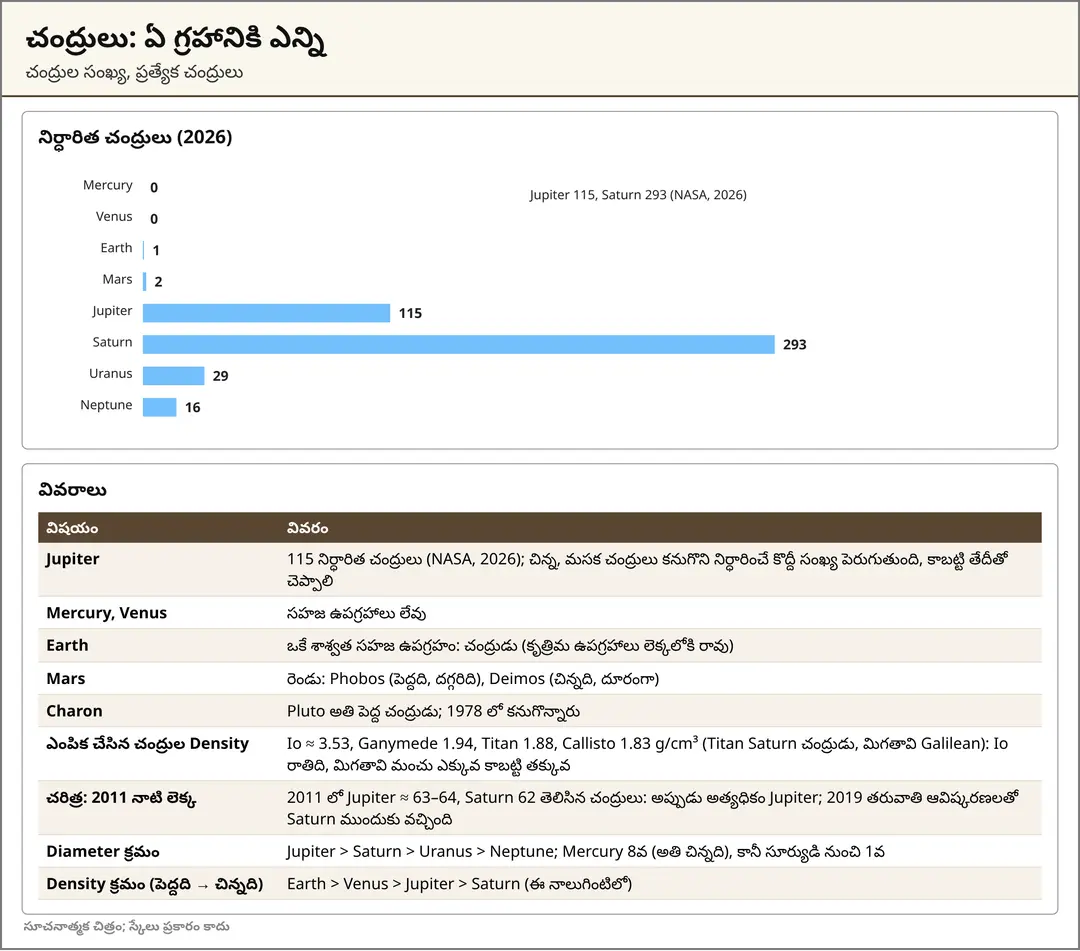 చంద్రులు: ఏ గ్రహానికి ఎన్ని
చంద్రుల సంఖ్య, ప్రత్యేక చంద్రులు
నిర్ధారిత చంద్రులు (2026)
Mercury 0
Jupiter 115, Saturn 293 (NASA, 2026)
Venus 0
Earth 1
Mars 2
Jupiter 115
Saturn 293
Uranus 29
Neptune 16
వివరాలు
విషయం వివరం
Jupiter 115 నిర్ధారిత చంద్రులు (NASA, 2026); చిన్న, మసక చంద్రులు కనుగొని నిర్ధారించే కొద్దీ సంఖ్య పెరుగుతుంది, కాబట్టి తేదీతో
చెప్పాలి
Mercury, Venus సహజ ఉపగ్రహాలు లేవు
Earth ఒకే శాశ్వత సహజ ఉపగ్రహం: చంద్రుడు (కృత్రిమ ఉపగ్రహాలు లెక్కలోకి రావు)
Mars రెండు: Phobos (పెద్దది, దగ్గరిది), Deimos (చిన్నది, దూరంగా)
Charon Pluto అతి పెద్ద చంద్రుడు; 1978 లో కనుగొన్నారు
ఎంపిక చేసిన చంద్రుల Density Io ≈ 3.53, Ganymede 1.94, Titan 1.88, Callisto 1.83 g/cm³ (Titan Saturn చంద్రుడు, మిగతావి Galilean): Io
రాతిది, మిగతావి మంచు ఎక్కువ కాబట్టి తక్కువ
చరిత్ర: 2011 నాటి లెక్క 2011 లో Jupiter ≈ 63–64, Saturn 62 తెలిసిన చంద్రులు: అప్పుడు అత్యధికం Jupiter; 2019 తరువాతి ఆవిష్కరణలతో
Saturn ముందుకు వచ్చింది
Diameter క్రమం Jupiter > Saturn > Uranus > Neptune; Mercury 8వ (అతి చిన్నది), కానీ సూర్యుడి నుంచి 1వ
Density క్రమం (పెద్దది → చిన్నది) Earth > Venus > Jupiter > Saturn (ఈ నాలుగింటిలో)
సూచనాత్మక చిత్రం; స్కేలు ప్రకారం కాదు